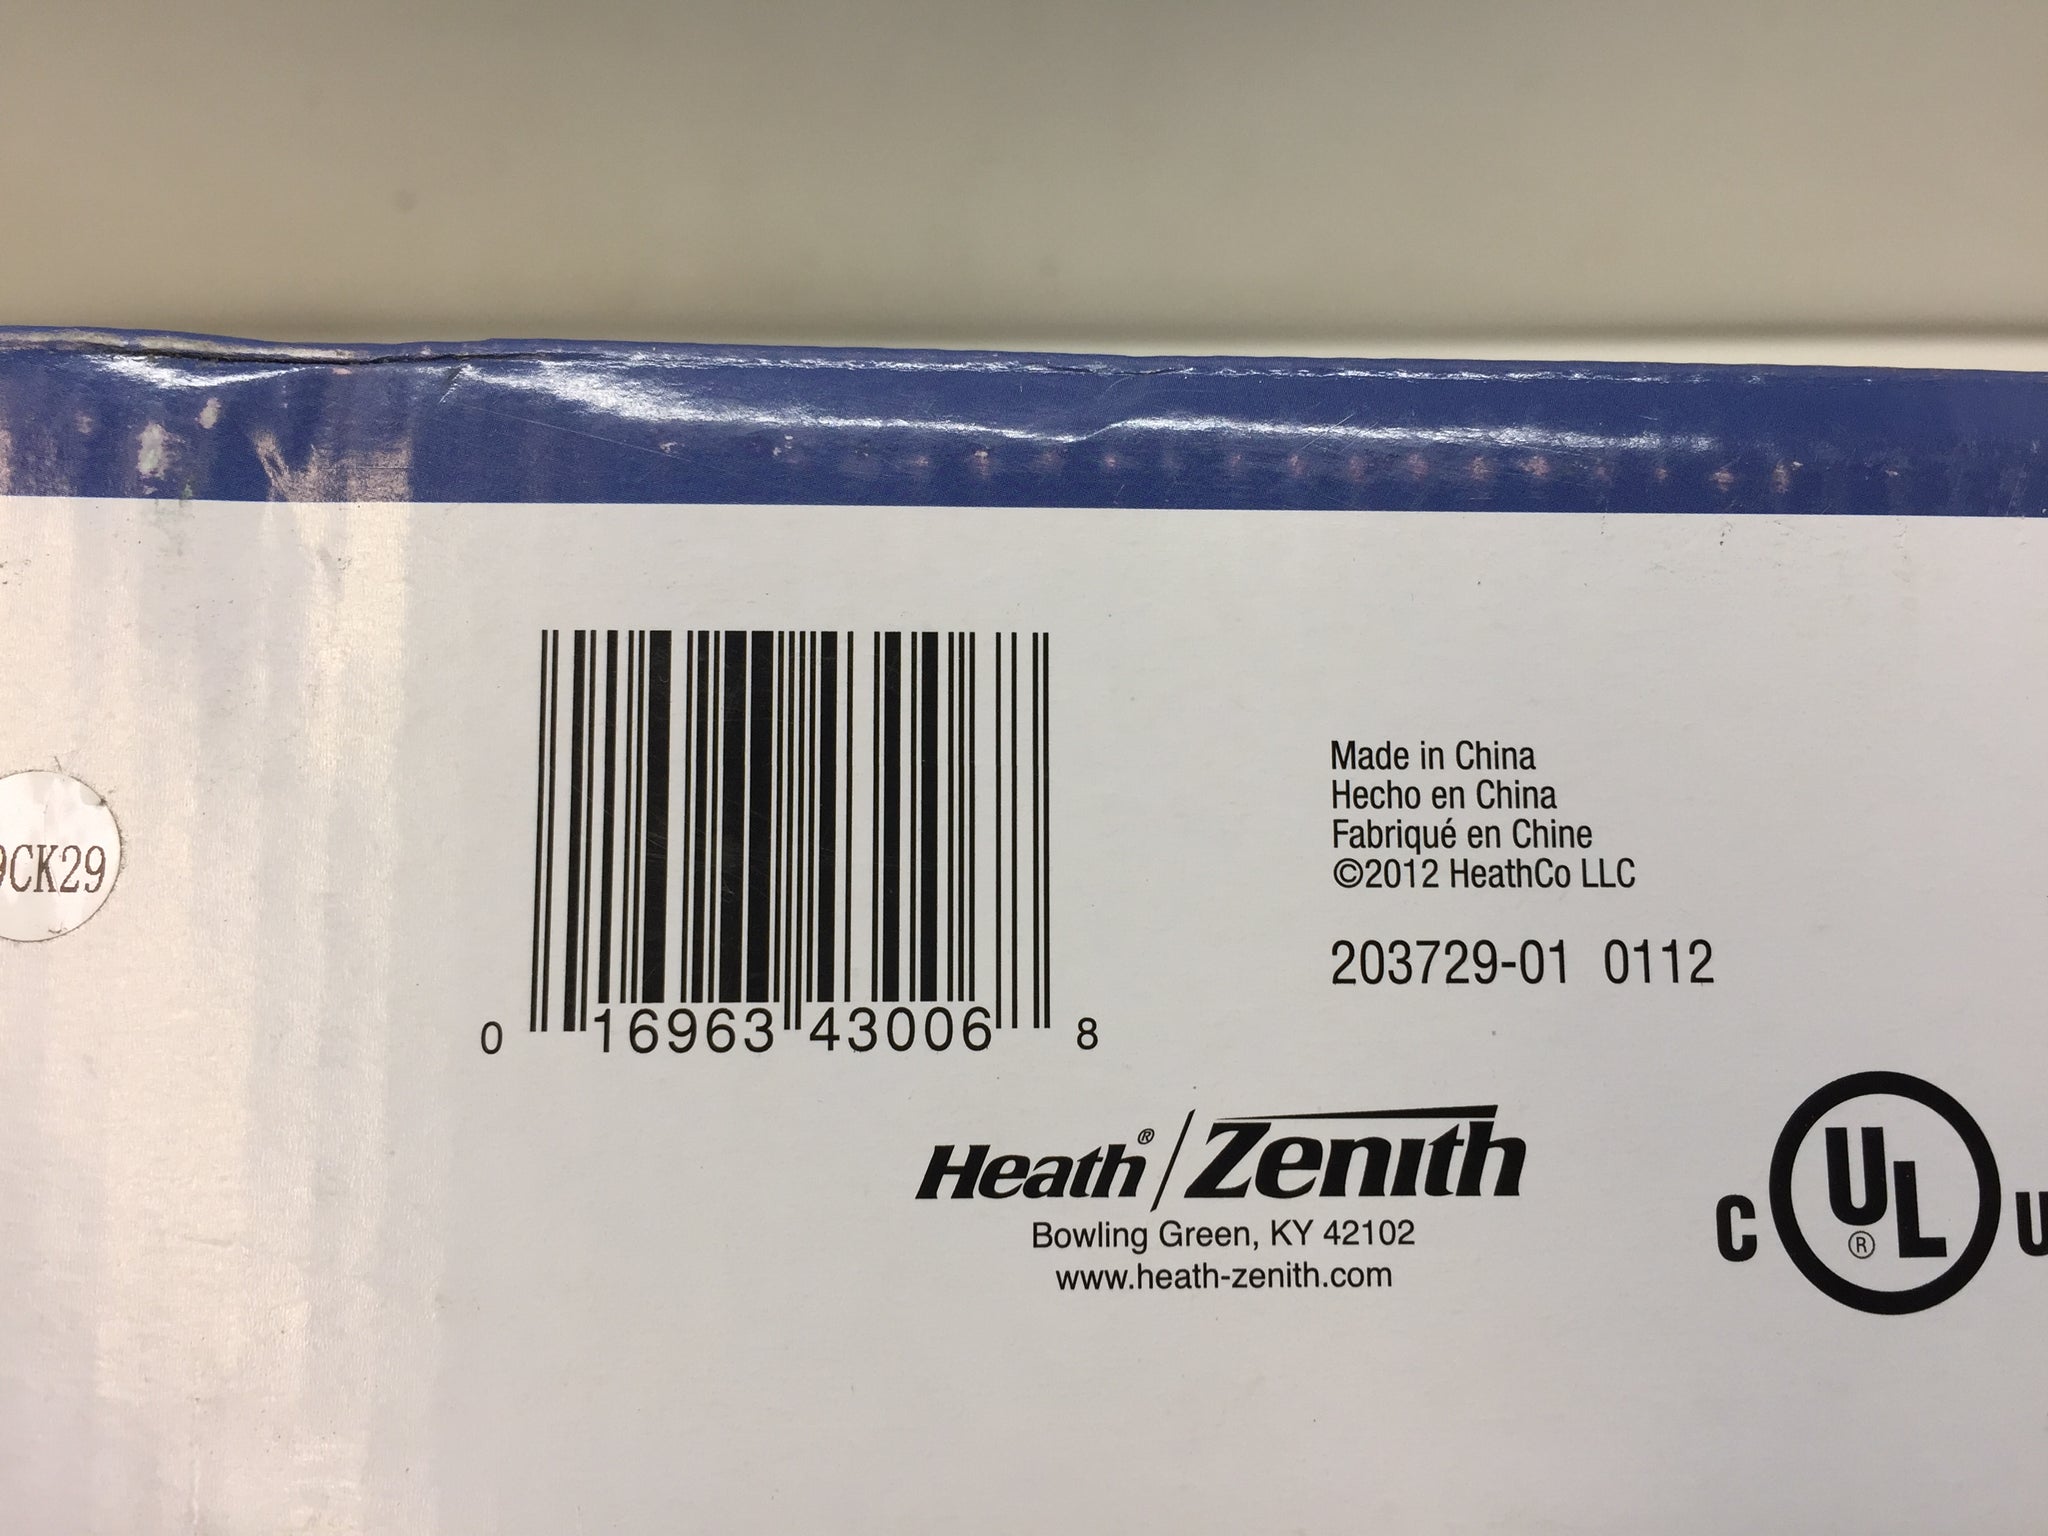 Made in China
Hecho en China
Fabriqué en Chine
©2012 HeathCo LLC
203729-01 0112
0 16963 43006 8
Heath®/Zenith
Bowling Green, KY 42102
www.heath-zenith.com
C UL® U
CK29